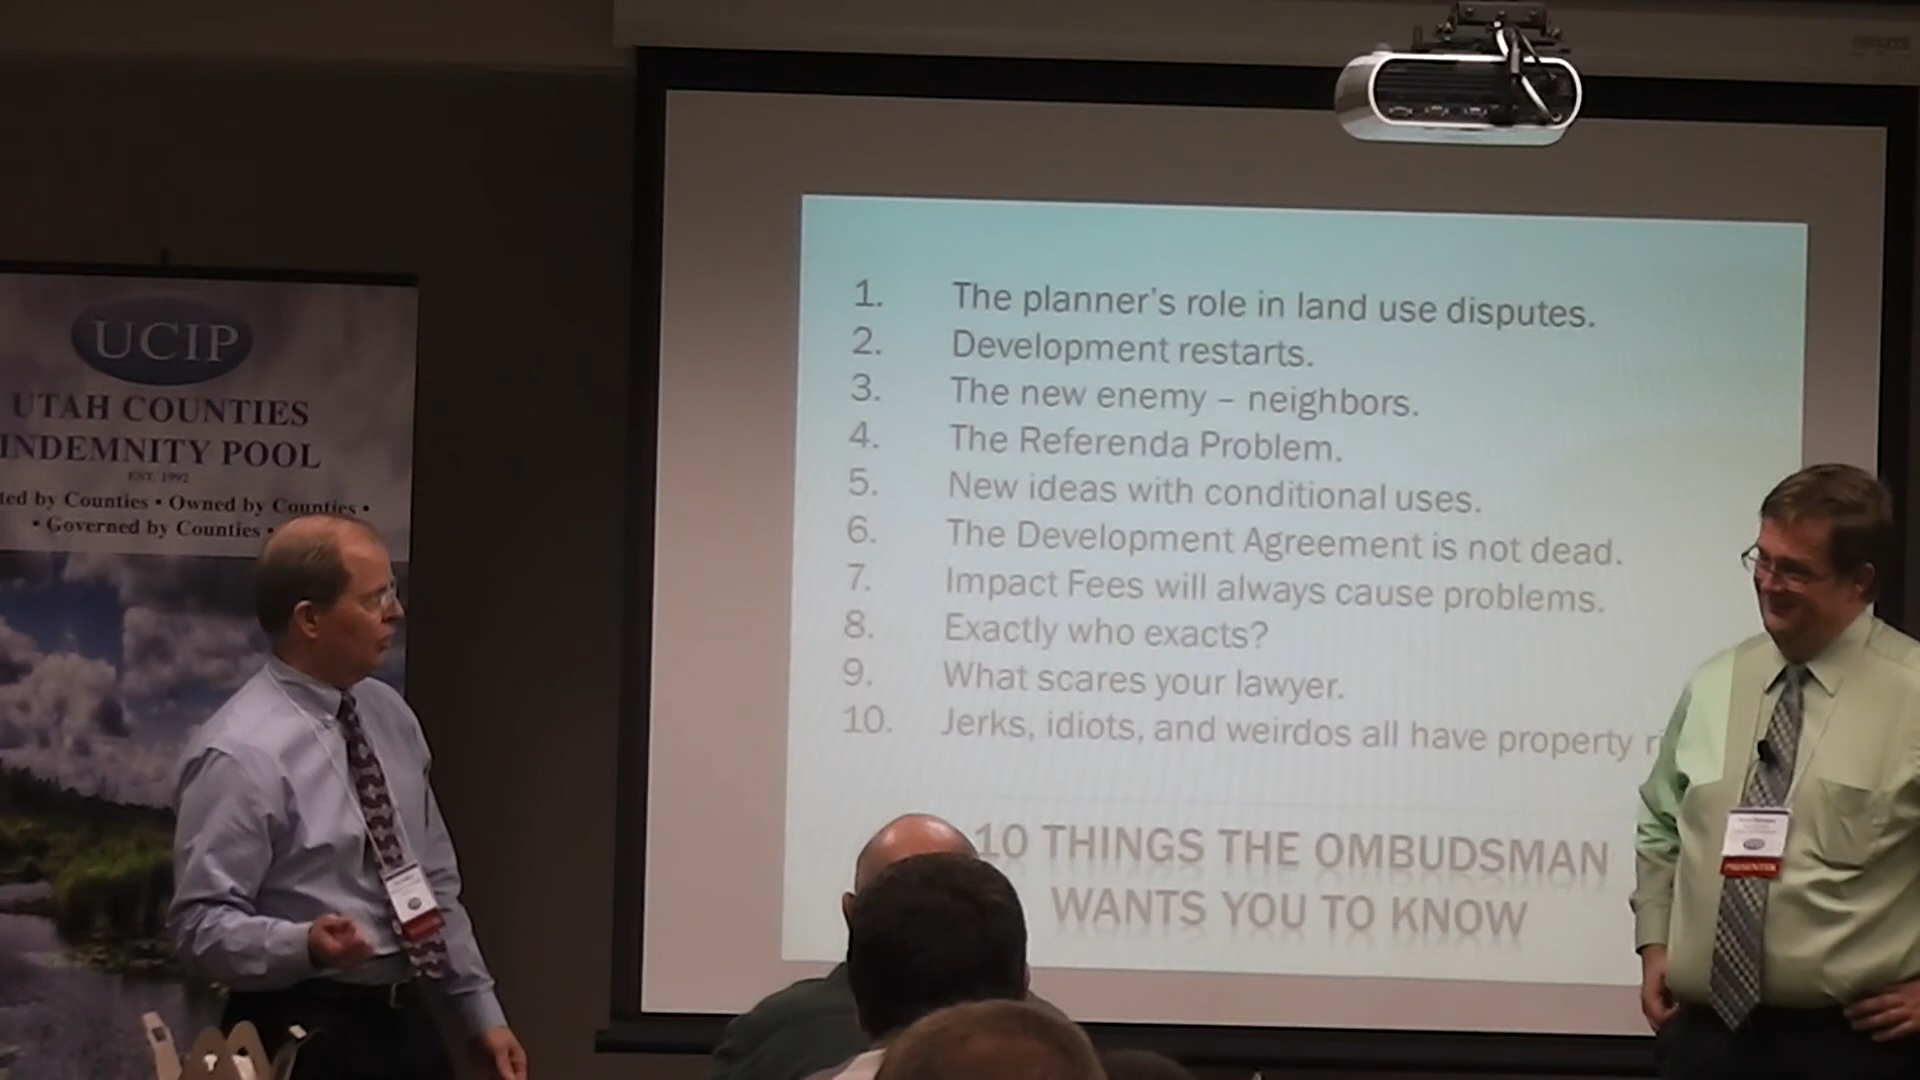 UCIP
UTAH COUNTIES
INDEMNITY POOL
EST. 1992
ted by Counties • Owned by Counties •
• Governed by Counties •
1. The planner's role in land use disputes.
2. Development restarts.
3. The new enemy – neighbors.
4. The Referenda Problem.
5. New ideas with conditional uses.
6. The Development Agreement is not dead.
7. Impact Fees will always cause problems.
8. Exactly who exacts?
9. What scares your lawyer.
10. Jerks, idiots, and weirdos all have property ri
10 THINGS THE OMBUDSMAN
WANTS YOU TO KNOW
PRESENTER